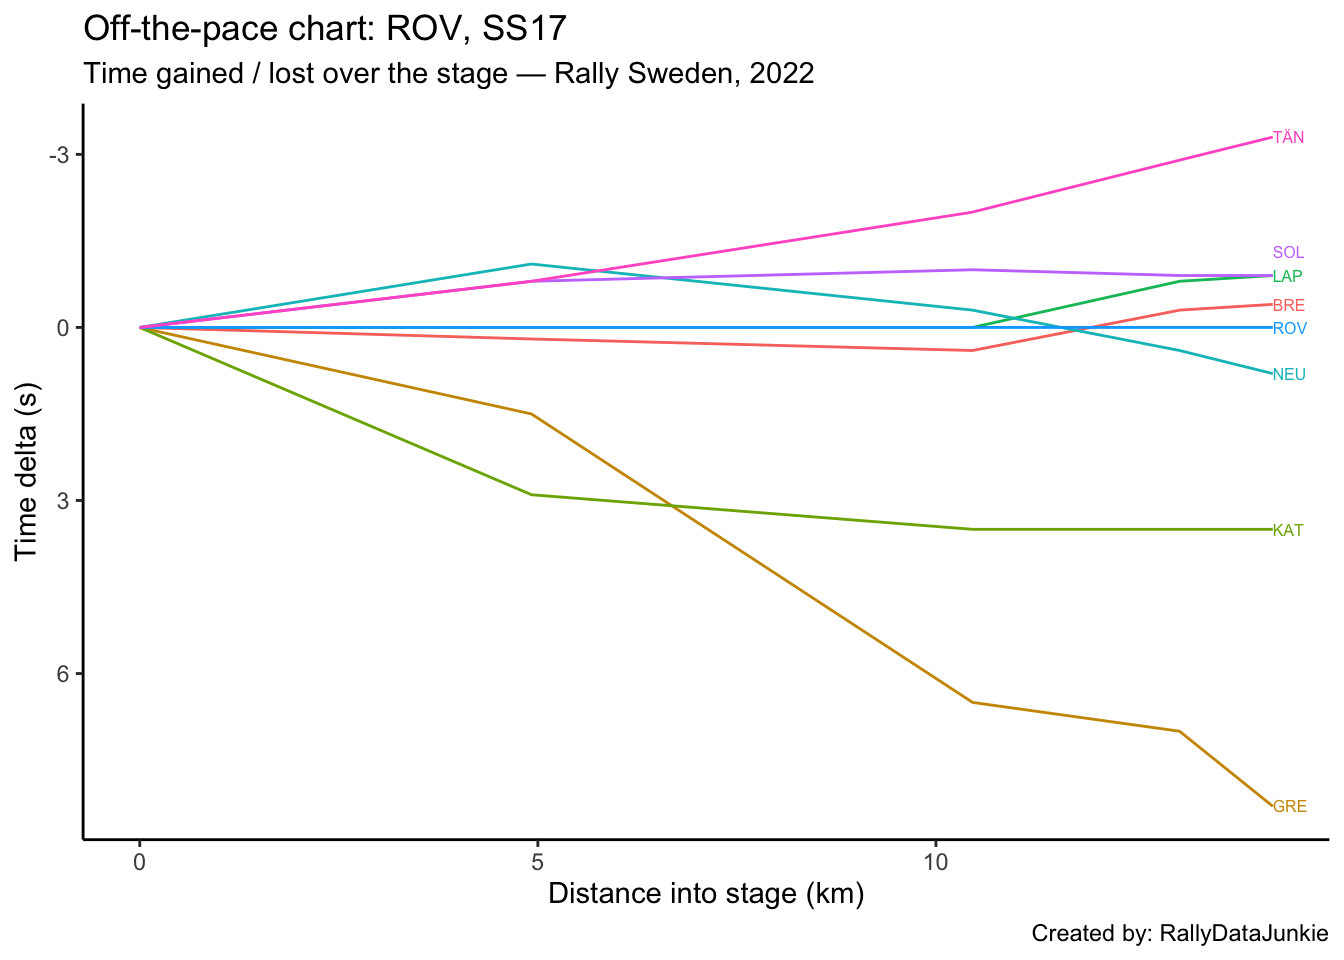 Off-the-pace chart: ROV, SS17
Time gained / lost over the stage — Rally Sweden, 2022
-3
0
3
6
Time delta (s)
TÄN
SOL
LAP
BRE
ROV
NEU
KAT
GRE
0 5 10
Distance into stage (km)
Created by: RallyDataJunkie